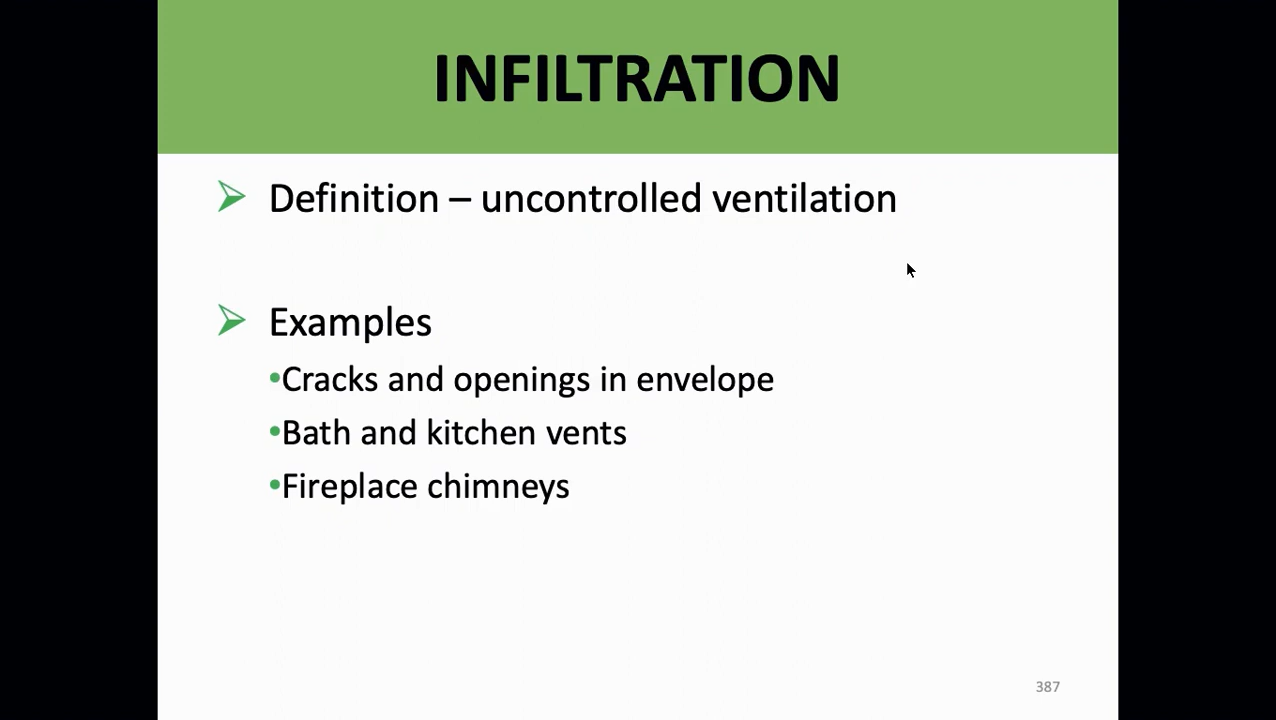 INFILTRATION
Definition – uncontrolled ventilation
Examples
•Cracks and openings in envelope
•Bath and kitchen vents
•Fireplace chimneys
387